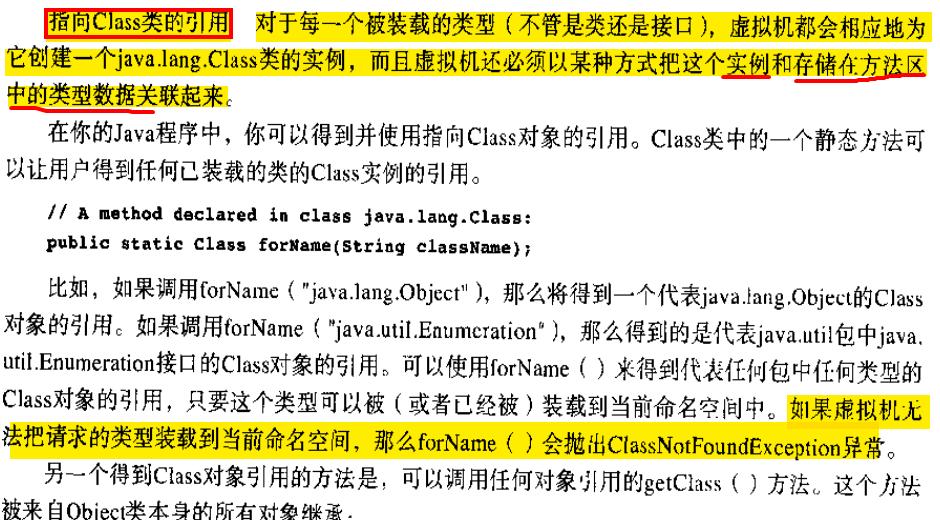 指向Class类的引用 对于每一个被装载的类型（不管是类还是接口），虚拟机都会相应地为
它创建一个java.lang.Class类的实例，而且虚拟机还必须以某种方式把这个实例和存储在方法区
中的类型数据关联起来。
在你的Java程序中，你可以得到并使用指向Class对象的引用。Class类中的一个静态方法可
以让用户得到任何已装载的类的Class实例的引用。
// A method declared in class java.lang.Class:
public static Class forName(String className);
比如，如果调用forName（"java.lang.Object"），那么将得到一个代表java.lang.Object的Class
对象的引用。如果调用forName（"java.util.Enumeration"），那么得到的是代表java.util包中java.
util.Enumeration接口的Class对象的引用。可以使用forName（）来得到代表任何包中任何类型的
Class对象的引用，只要这个类型可以被（或者已经被）装载到当前命名空间中。如果虚拟机无
法把请求的类型装载到当前命名空间，那么forName（）会抛出ClassNotFoundException异常。
另一个得到Class对象引用的方法是，可以调用任何对象引用的getClass（）方法。这个方法
被来自Object类本身的所有对象继承：